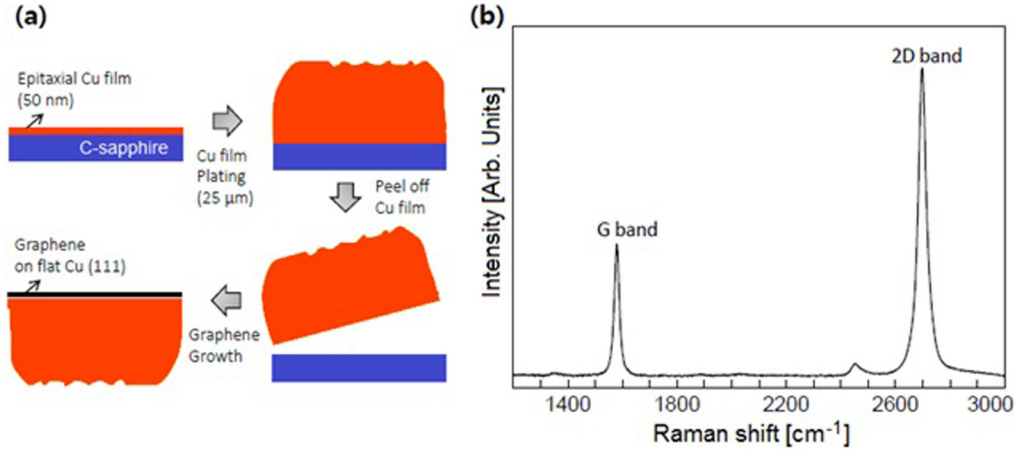 (a)
Epitaxial Cu film
(50 nm)
C-sapphire
Cu film
Plating
(25 μm)
Peel off
Cu film
Graphene
on flat Cu (111)
Graphene
Growth
(b)
2D band
G band
Intensity [Arb. Units]
1400 1800 2200 2600 3000
Raman shift [cm⁻¹]